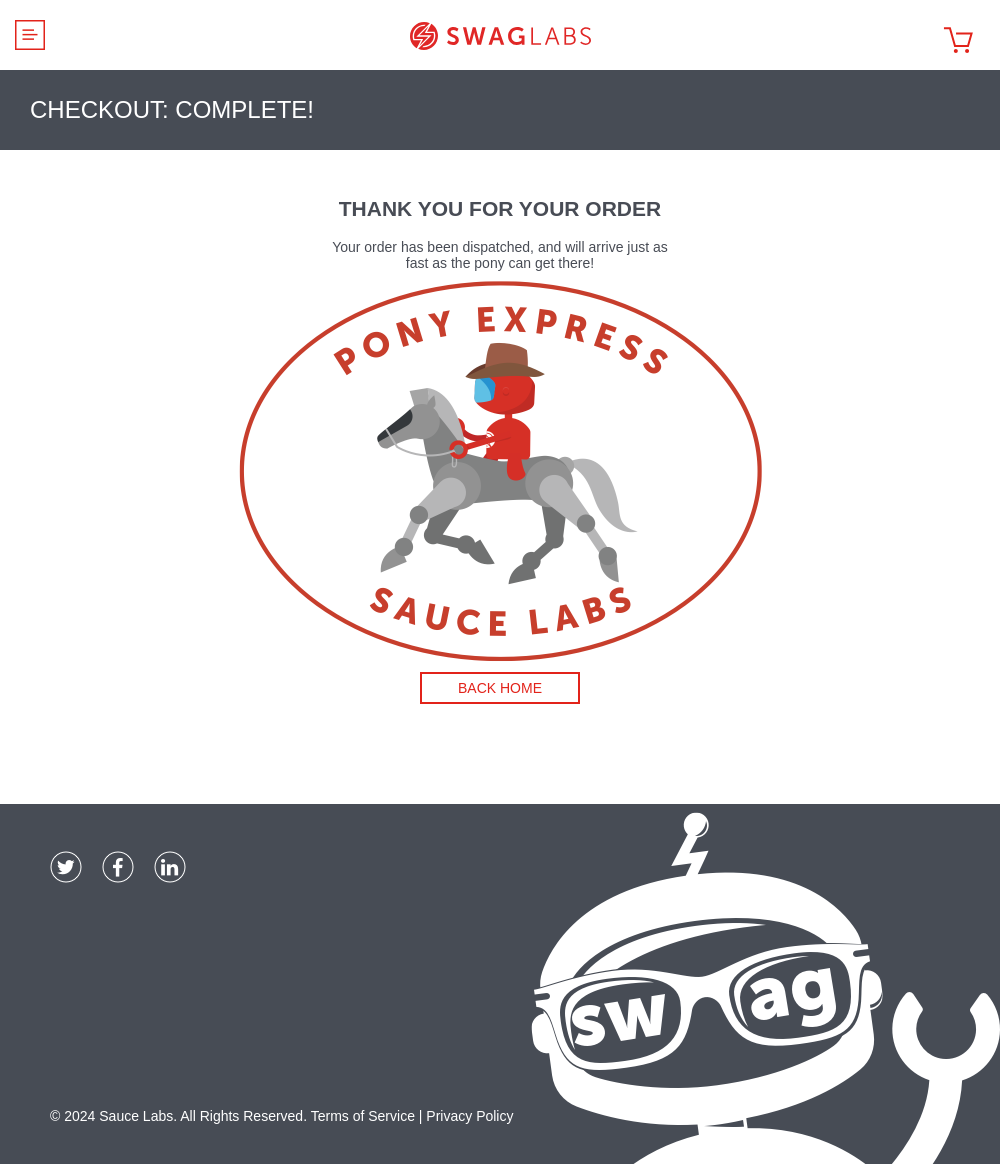 SWAGLABS
CHECKOUT: COMPLETE!
THANK YOU FOR YOUR ORDER
Your order has been dispatched, and will arrive just as
fast as the pony can get there!
PONY EXPRESS
SAUCE LABS
BACK HOME
sw ag
© 2024 Sauce Labs. All Rights Reserved. Terms of Service | Privacy Policy